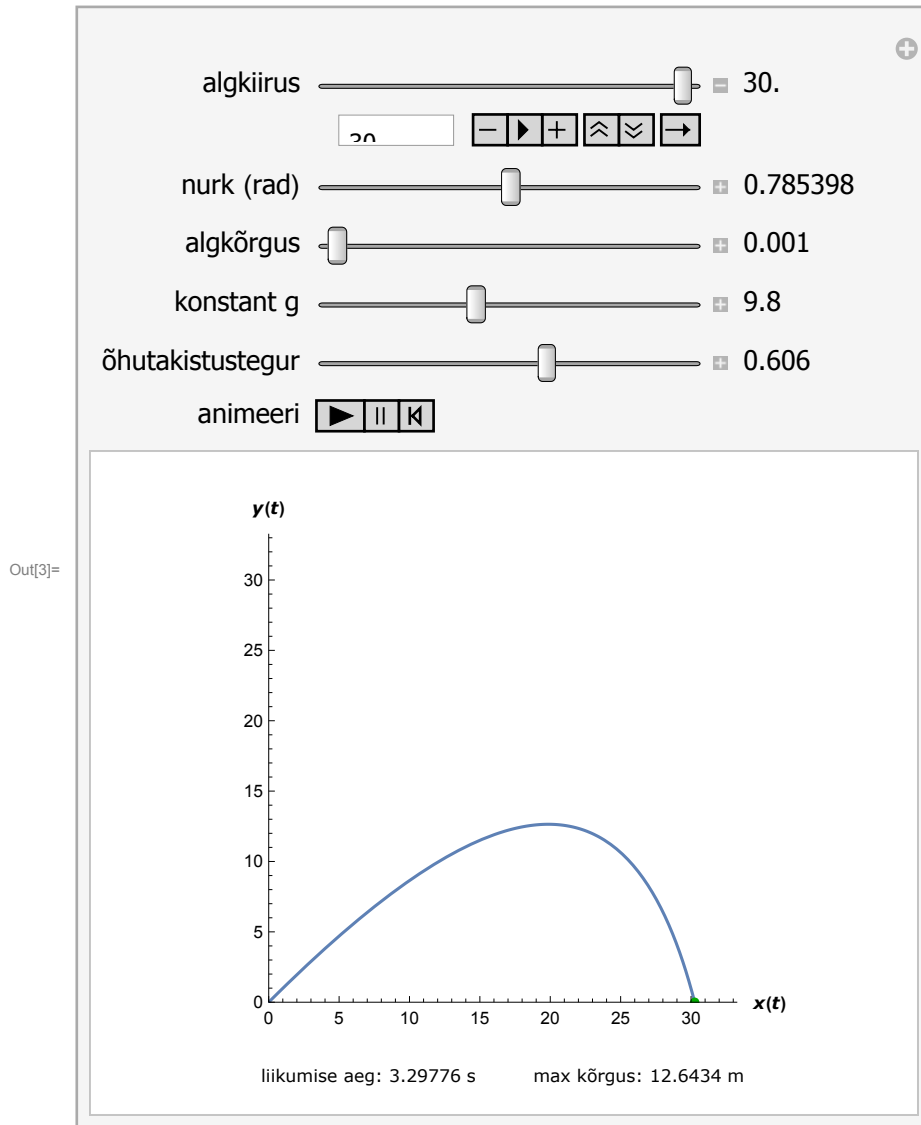 algkiirus 30.
30
nurk (rad) 0.785398
algkõrgus 0.001
konstant g 9.8
õhutakistustegur 0.606
animeeri
Out[3]=
y(t)
30
25
20
15
10
5
0
0 5 10 15 20 25 30
x(t)
liikumise aeg: 3.29776 s max kõrgus: 12.6434 m